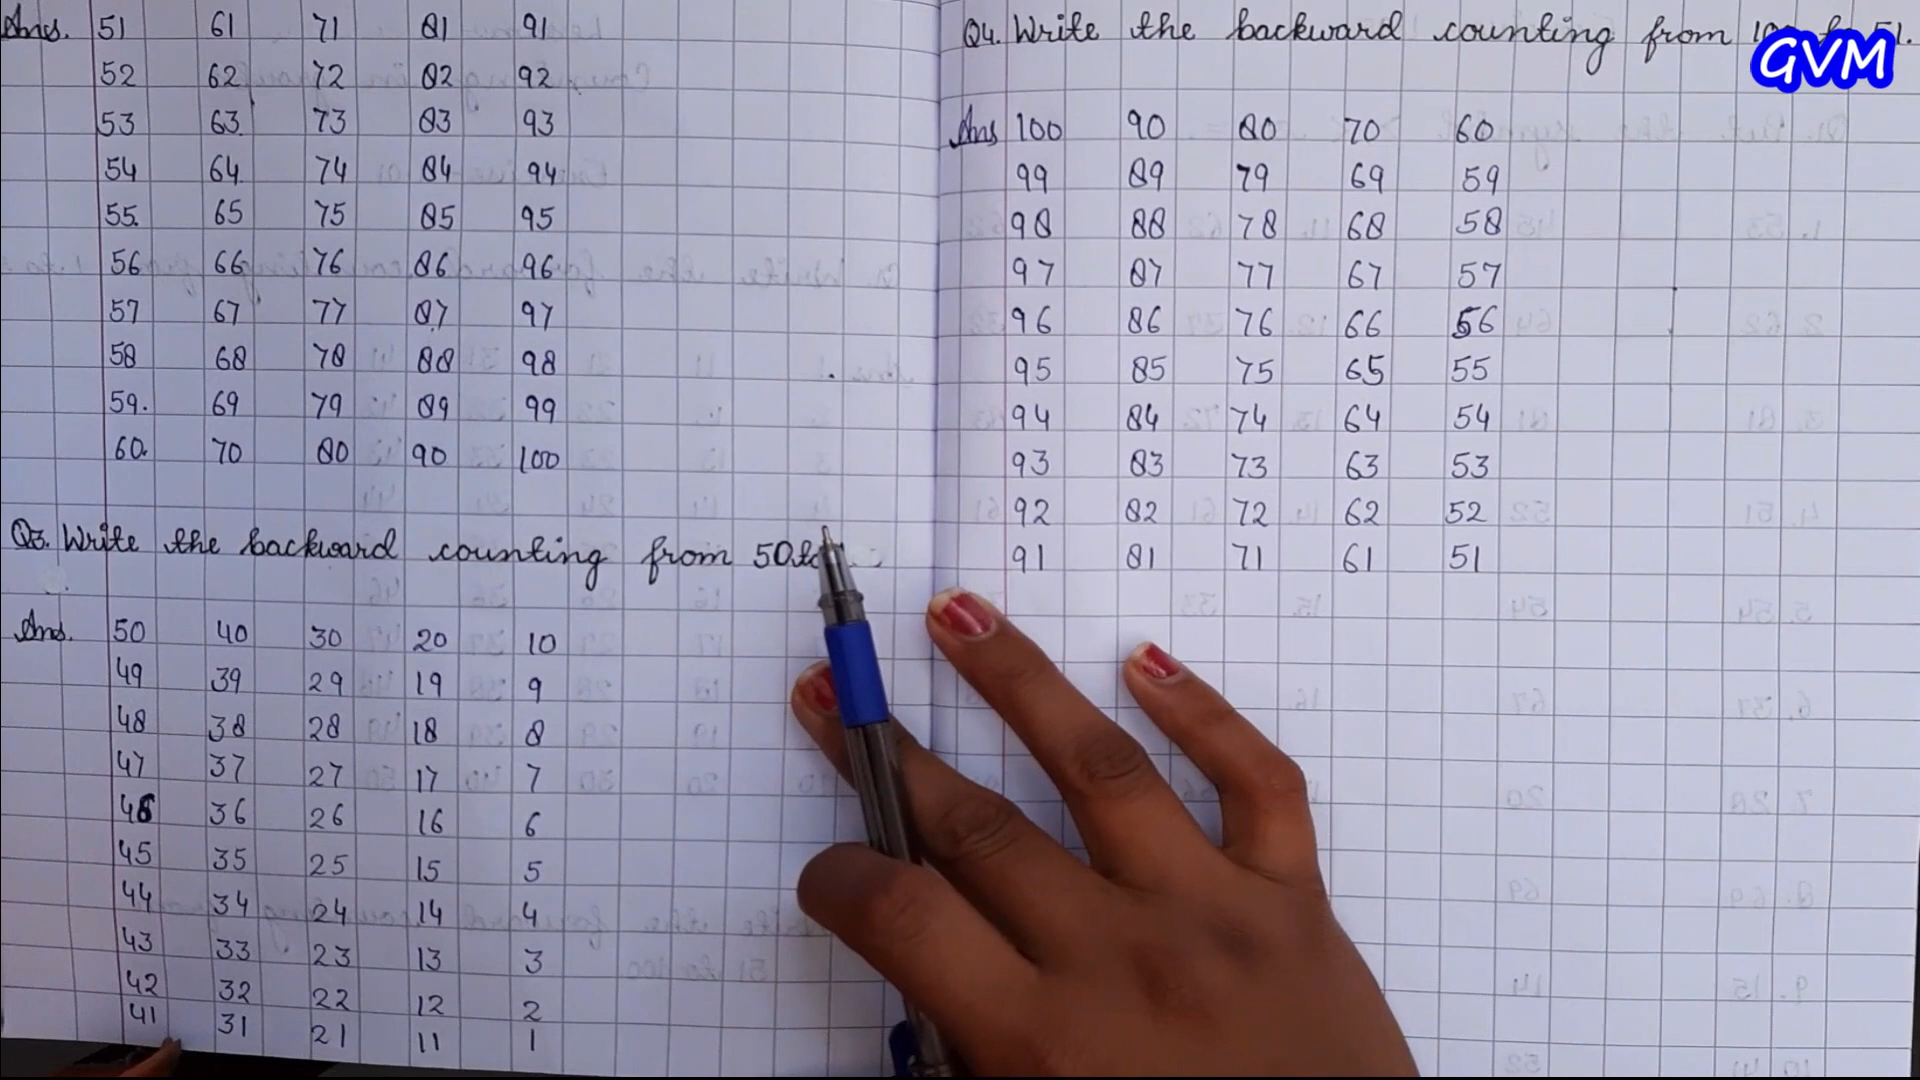 Ans. 51 61 71 81 91
52 62 72 82 92
53 63 73 83 93
54 64 74 84 94
55. 65 75 85 95
56 66 76 86 96
57 67 77 87 97
58 68 78 88 98
59. 69 79 89 99
60. 70 80 90 100
Q3. Write the backward counting from 50 to
Ans. 50 40 30 20 10
49 39 29 19 9
48 38 28 18 8
47 37 27 17 7
46 36 26 16 6
45 35 25 15 5
44 34 24 14 4
43 33 23 13 3
42 32 22 12 2
41 31 21 11 1
Q4. Write the backward counting from 51.
GVM
Ans 100 90 80 70 60
99 89 79 69 59
98 88 78 68 58
97 87 77 67 57
96 86 76 66 56
95 85 75 65 55
94 84 74 64 54
93 83 73 63 53
92 82 72 62 52
91 81 71 61 51